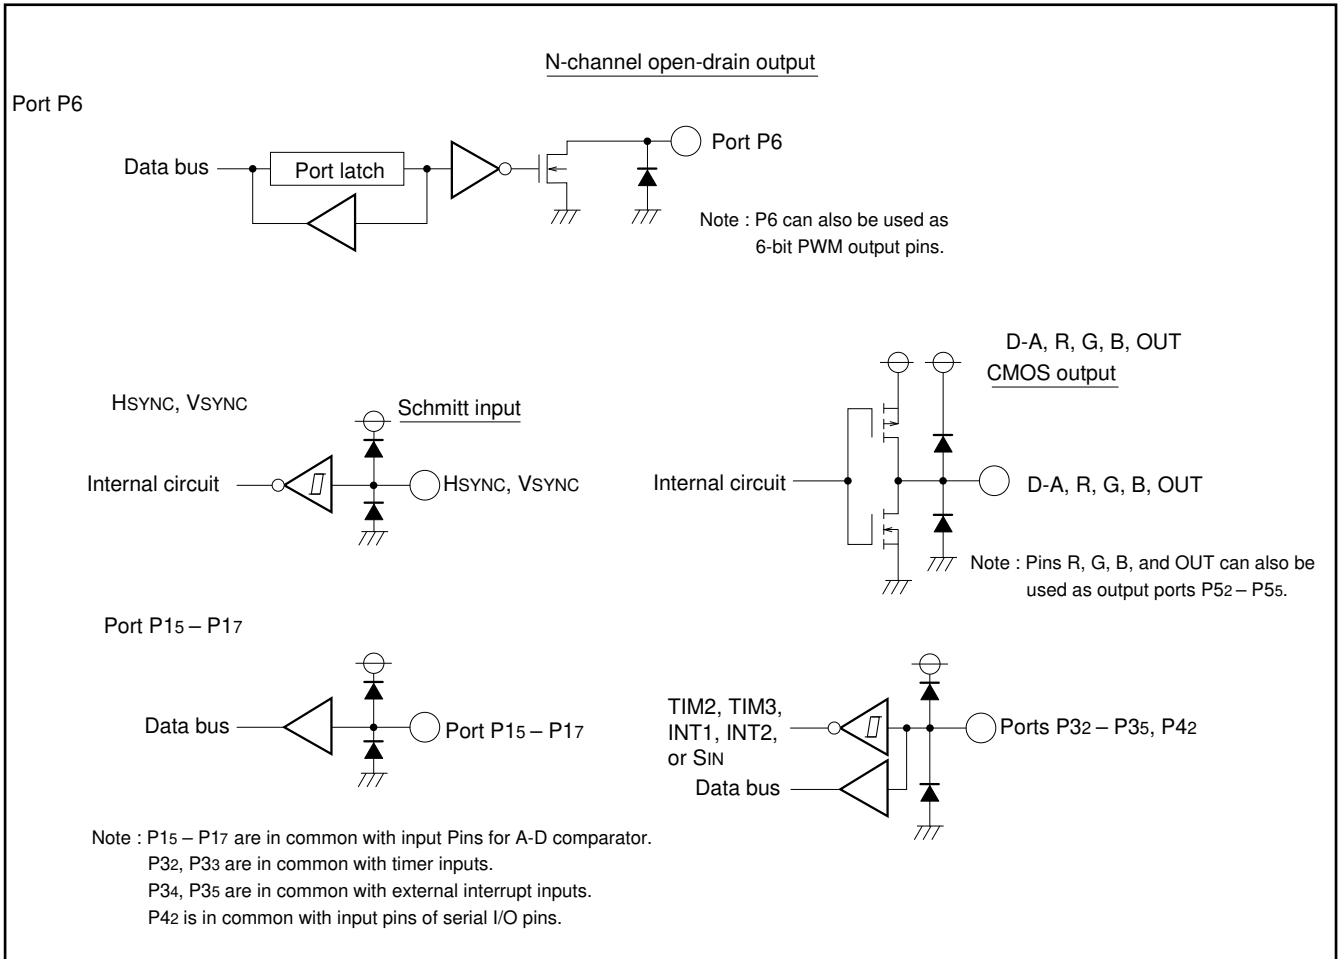 N-channel open-drain output
Port P6
Data bus
Port latch
Port P6
Note : P6 can also be used as
6-bit PWM output pins.
D-A, R, G, B, OUT
CMOS output
HSYNC, VSYNC
Schmitt input
Internal circuit
HSYNC, VSYNC
Internal circuit
D-A, R, G, B, OUT
Note : Pins R, G, B, and OUT can also be
used as output ports P52 – P55.
Port P15 – P17
Data bus
Port P15 – P17
TIM2, TIM3,
INT1, INT2,
or SIN
Data bus
Ports P32 – P35, P42
Note : P15 – P17 are in common with input Pins for A-D comparator.
P32, P33 are in common with timer inputs.
P34, P35 are in common with external interrupt inputs.
P42 is in common with input pins of serial I/O pins.